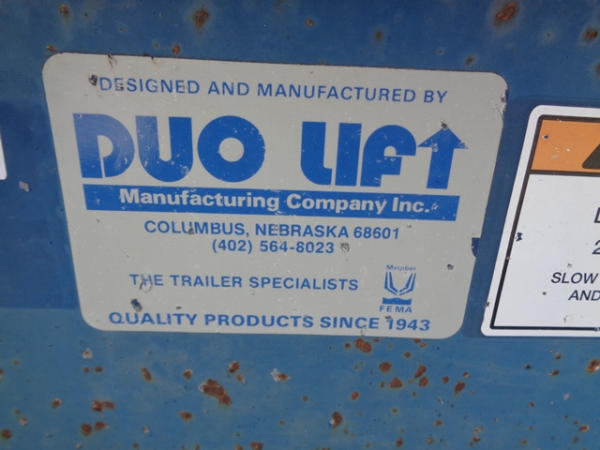 DESIGNED AND MANUFACTURED BY
DUO LIFT
Manufacturing Company Inc.
COLUMBUS, NEBRASKA 68601
(402) 564-8023
THE TRAILER SPECIALISTS
Member
FEMA
QUALITY PRODUCTS SINCE 1943
L
2
SLOW
AND